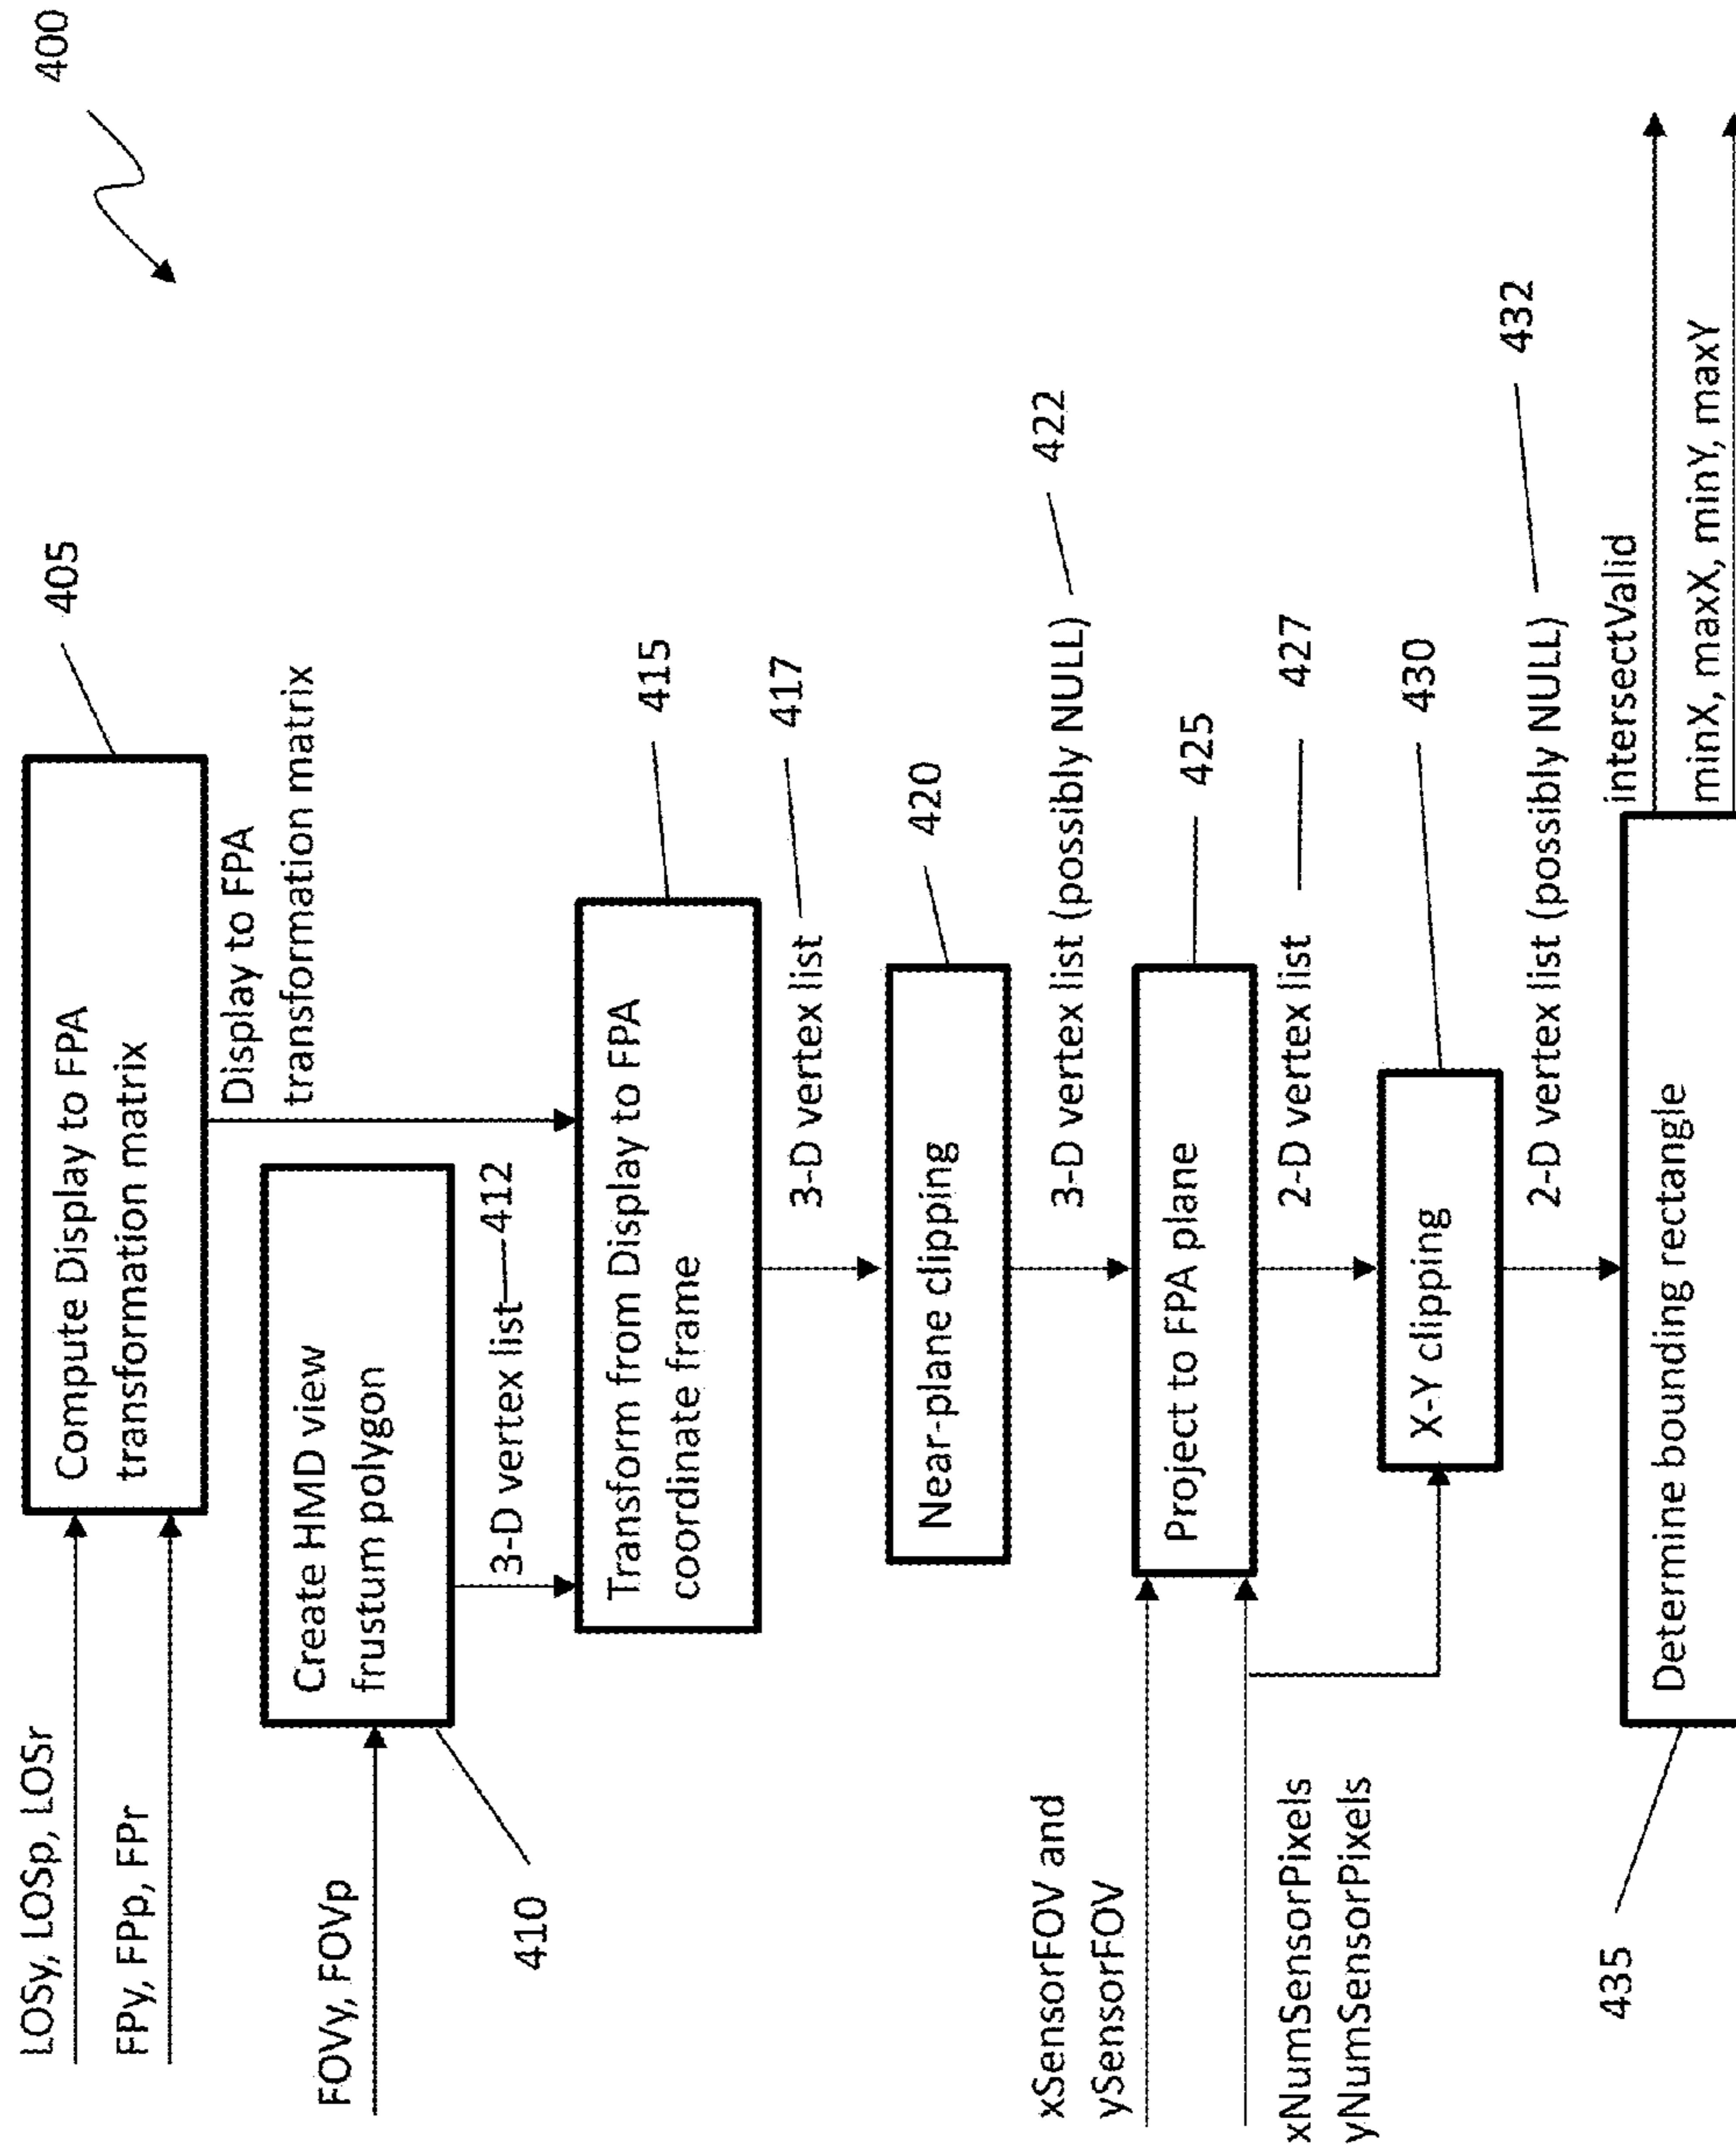 400
LOSy, LOSp, LOSr
FPy, FPp, FPr
Compute Display to FPA
transformation matrix
405
Display to FPA
transformation matrix
FOVy, FOVp
Create HMD view
frustum polygon
410
3-D vertex list
412
Transform from Display to FPA
coordinate frame
415
3-D vertex list
417
Near-plane clipping
420
3-D vertex list (possibly NULL)
422
xSensorFOV and
ySensorFOV
Project to FPA plane
425
xNumSensorPixels
yNumSensorPixels
2-D vertex list
427
X-Y clipping
430
2-D vertex list (possibly NULL)
432
Determine bounding rectangle
435
intersectValid
minX, maxX, minY, maxY